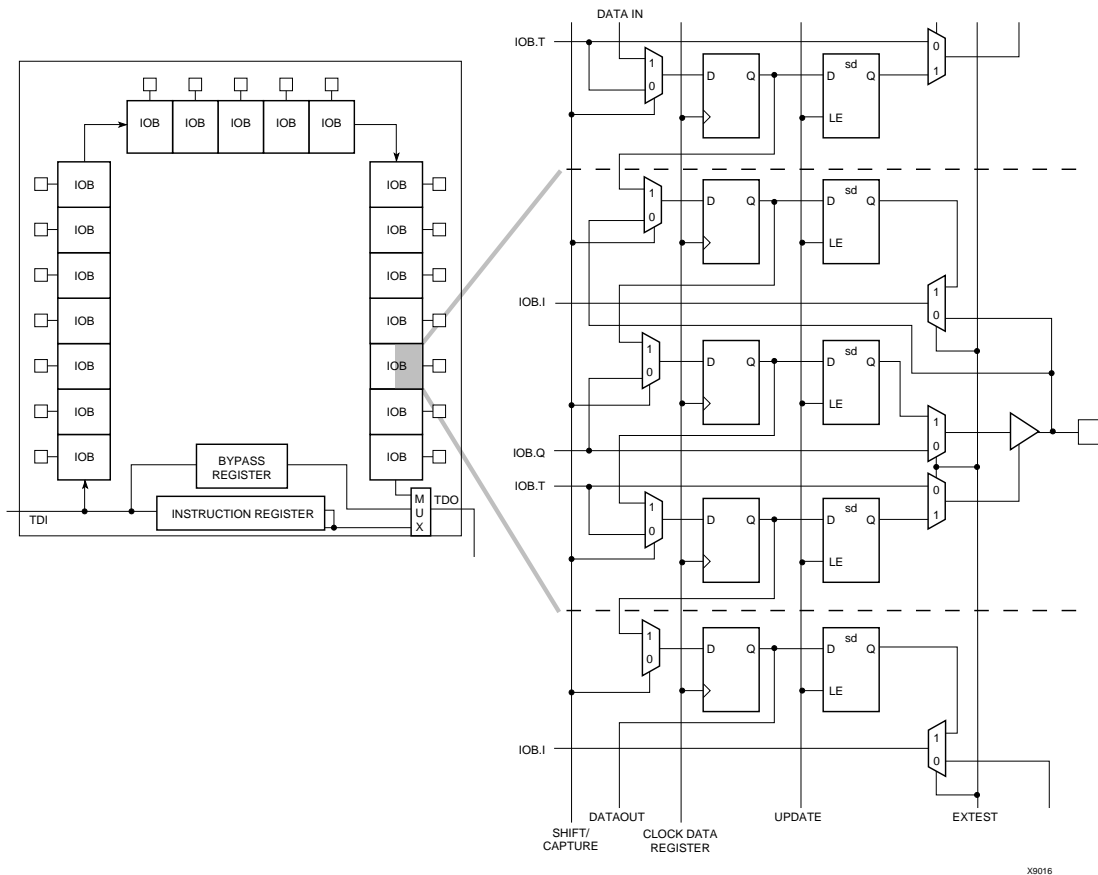 DATA IN
IOB.T
1
0
D Q
D sd Q
LE
0
1
IOB IOB IOB IOB IOB
IOB
IOB
IOB
IOB
IOB
IOB
IOB
IOB
IOB
IOB
IOB
IOB
IOB
IOB
BYPASS
REGISTER
INSTRUCTION REGISTER
TDI
M
U
X
TDO
1
0
D Q
D sd Q
LE
IOB.I
1
0
1
0
D Q
D sd Q
LE
1
0
IOB.Q
IOB.T
0
1
1
0
D Q
D sd Q
LE
1
0
D Q
D sd Q
LE
IOB.I
1
0
SHIFT/
CAPTURE
DATAOUT
CLOCK DATA
REGISTER
UPDATE
EXTEST
X9016